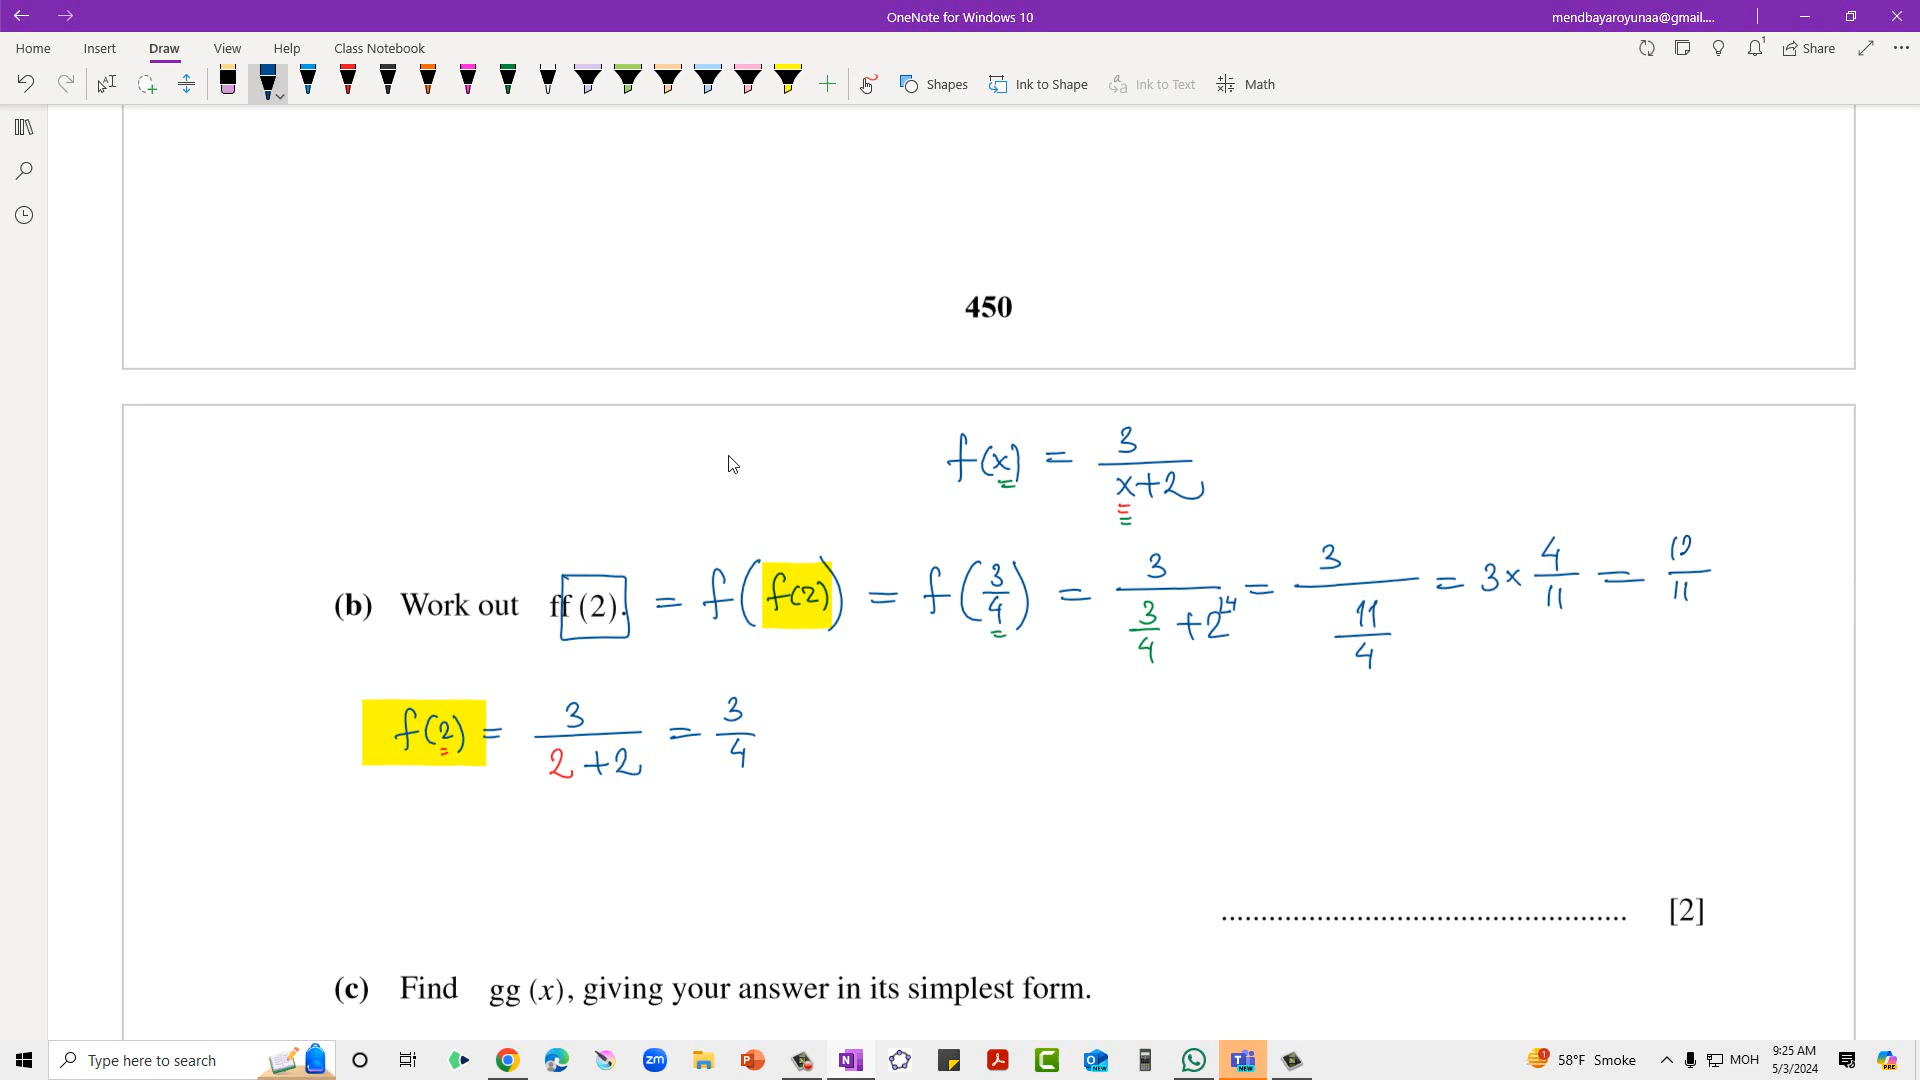 OneNote for Windows 10
mendbayaroyunaa@gmail....
Home Insert Draw View Help Class Notebook
Share
Shapes Ink to Shape Ink to Text Math
450
f(x) = 3/(x+2)
(b) Work out ff (2). = f(f(2)) = f(3/4) = 3/(3/4 + 2\4) = 3/(11/4) = 3 × 4/11 = 12/11
f(2) = 3/(2+2) = 3/4
.................................................... [2]
(c) Find gg (x), giving your answer in its simplest form.
Type here to search
58°F Smoke
MOH
9:25 AM
5/3/2024